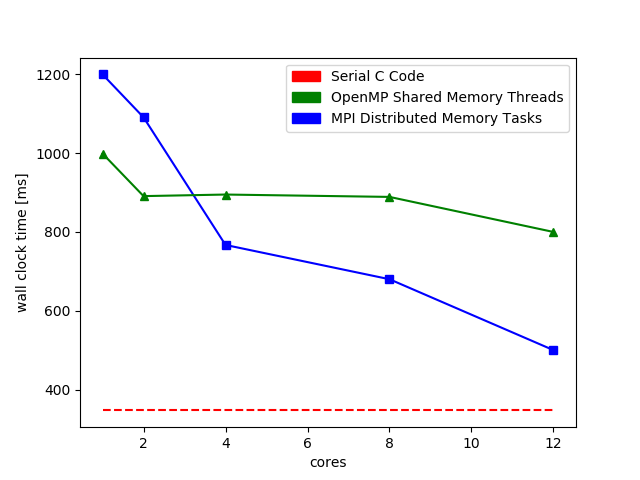 Serial C Code
OpenMP Shared Memory Threads
MPI Distributed Memory Tasks
wall clock time [ms]
1200
1000
800
600
400
2 4 6 8 10 12
cores